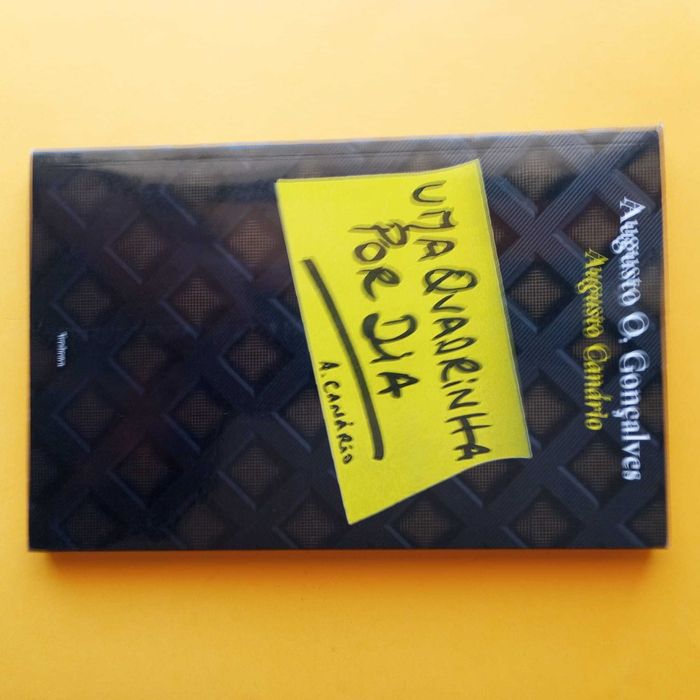 Augusto O, Gonçalves
Augusto Canário
UMA QUADRINHA
POR DIA
A. CANÁRIO